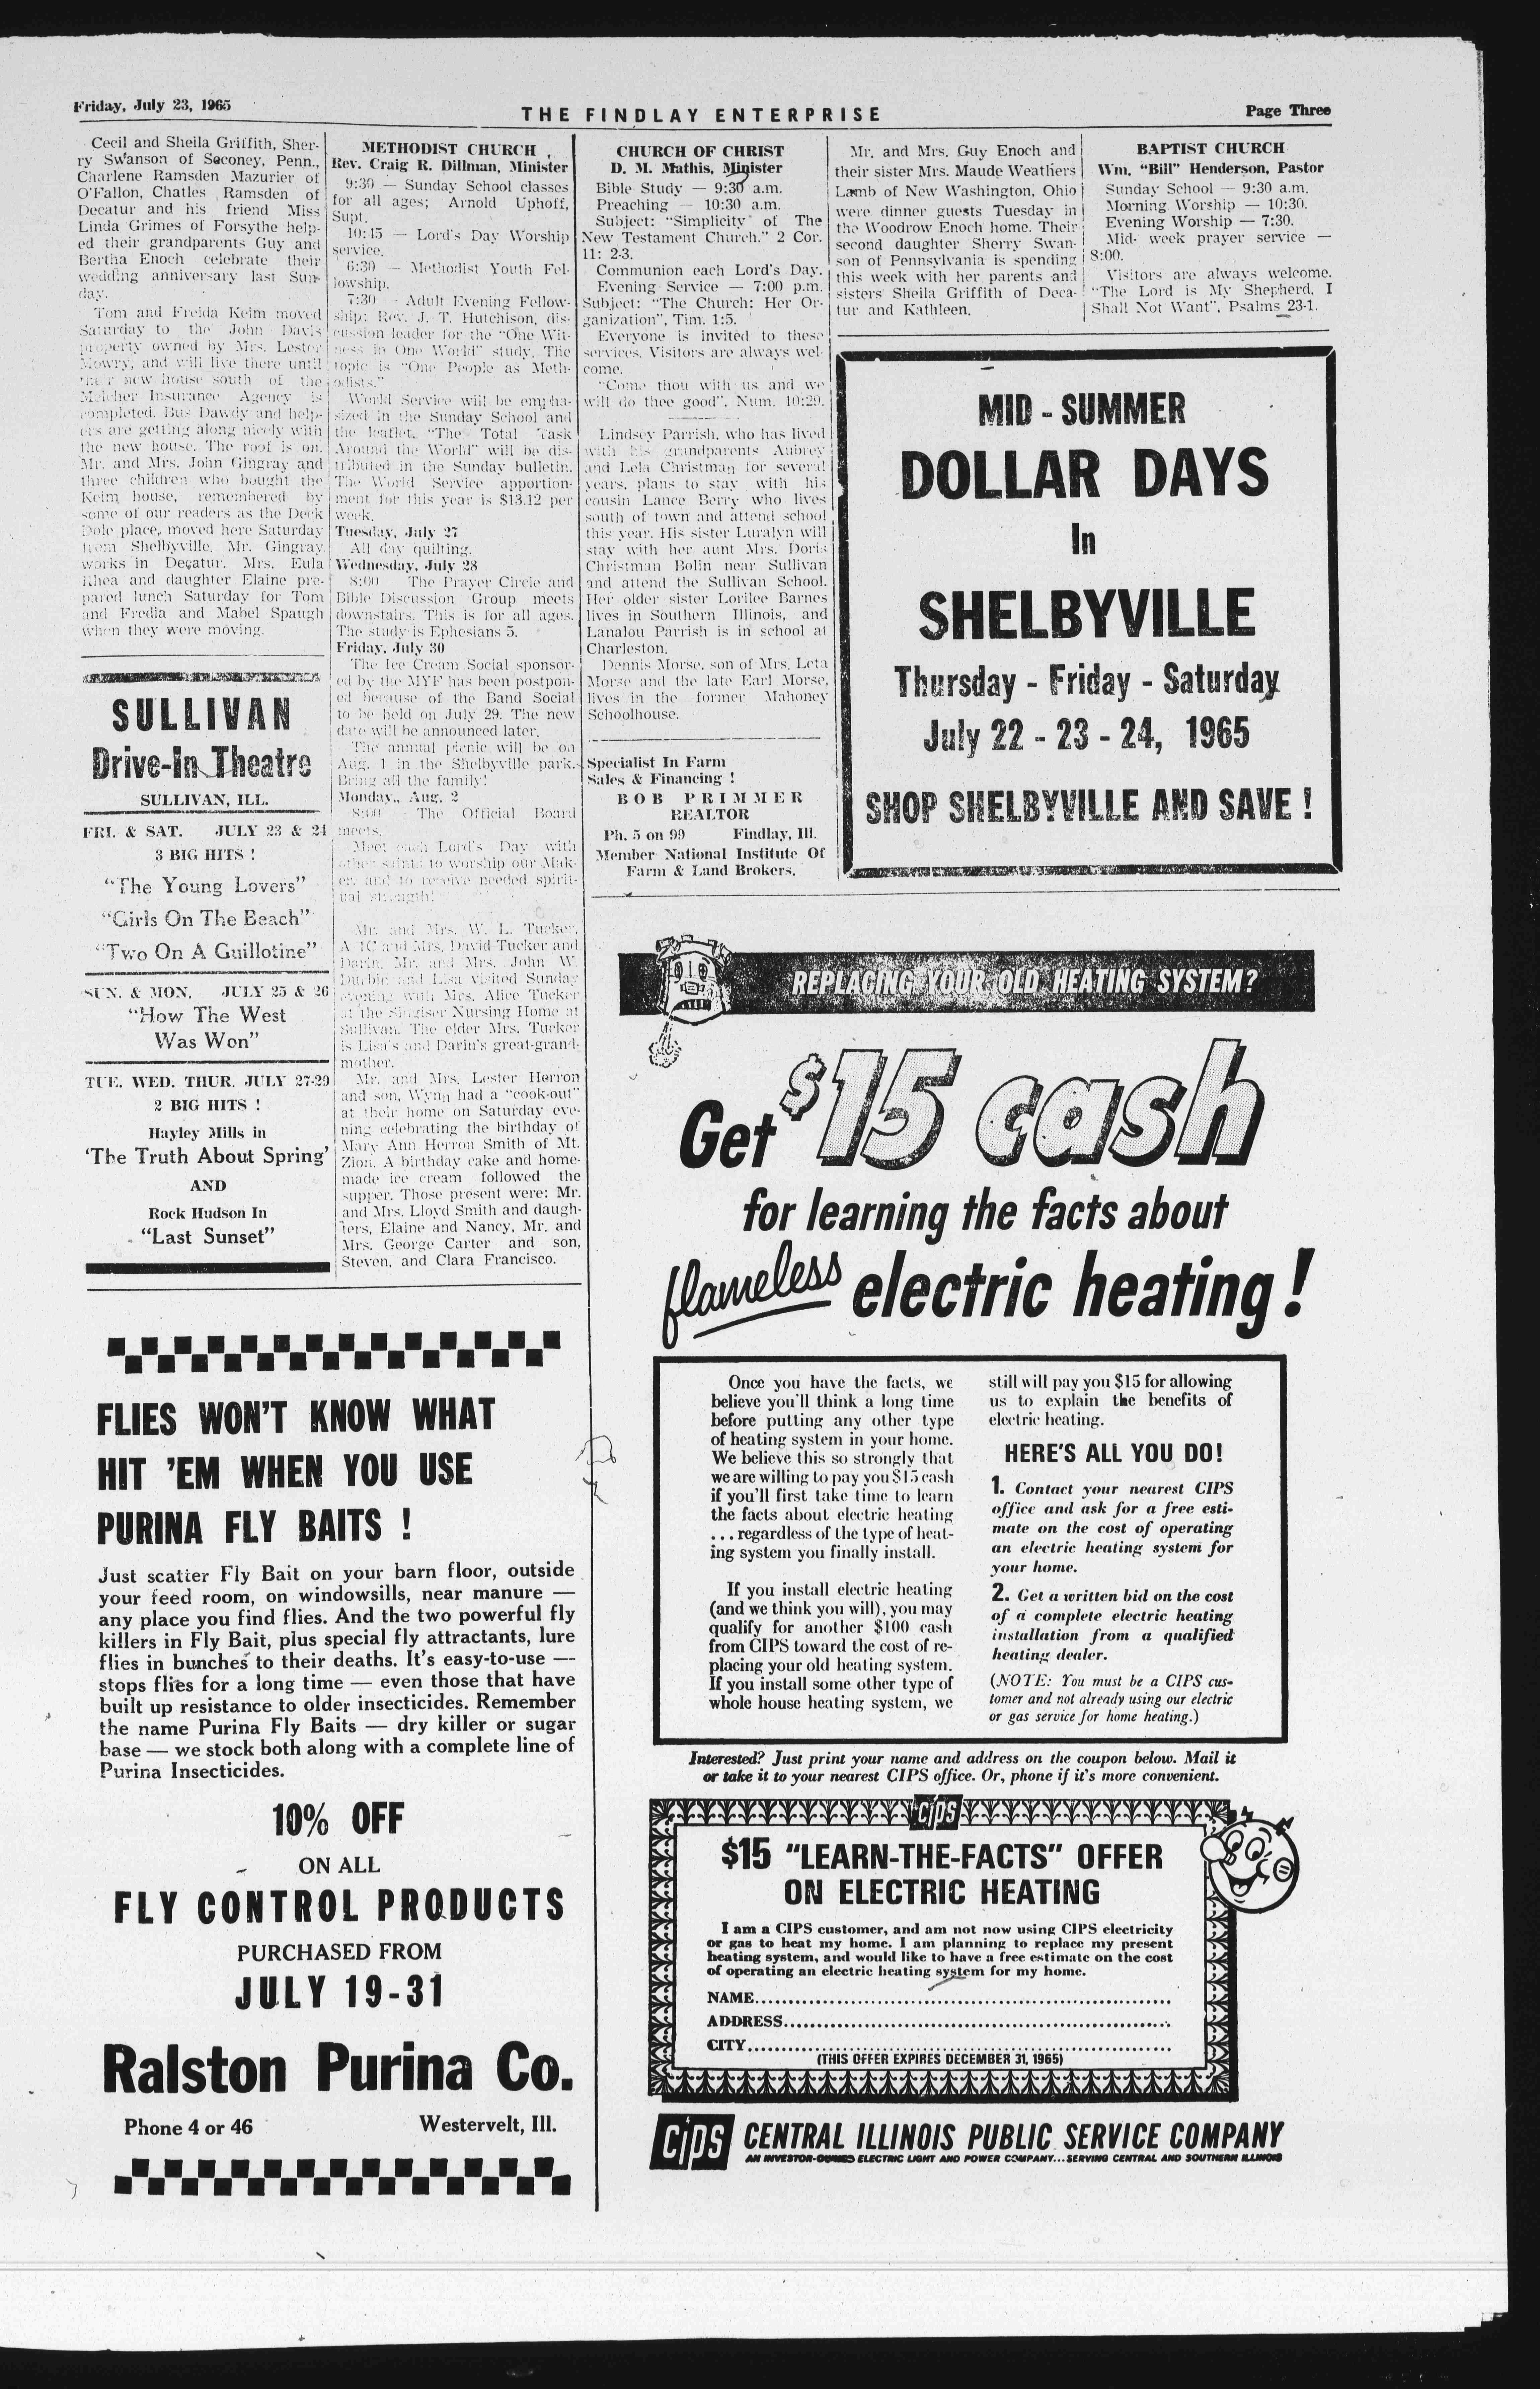 Friday, July 23, 1965
THE FINDLAY ENTERPRISE
Page Three
Cecil and Sheila Griffith, Sher-
ry Swanson of Seconey, Penn.,
Charlene Ramsden Mazurier of
O'Fallon, Chatles Ramsden of
Decatur and his friend Miss
Linda Grimes of Forsythe help-
ed their grandparents Guy and
Bertha Enoch celebrate their
wedding anniversary last Sun-
day.
Tom and Freida Keim moved
Saturday to the John Davis
property owned by Mrs. Lester
Mowry, and will live there until
their new house south of the
Melcher Insurance Agency is
completed. Bus Dawdy and help-
ers are getting along nicely with
the new house. The roof is on.
Mr. and Mrs. John Gingray and
three children who bought the
Keim house, remembered by
some of our readers as the Deck
Dole place, moved here Saturday
from Shelbyville. Mr. Gingray
works in Decatur. Mrs. Eula
Rhea and daughter Elaine pre-
pared lunch Saturday for Tom
and Fredia and Mabel Spaugh
when they were moving.
SULLIVAN
Drive-In Theatre
SULLIVAN, ILL.
FRI. & SAT. JULY 23 & 24
3 BIG HITS !
"The Young Lovers"
"Girls On The Beach"
"Two On A Guillotine"
SUN. & MON. JULY 25 & 26
"How The West
Was Won"
TUE. WED. THUR. JULY 27-29
2 BIG HITS !
Hayley Mills in
'The Truth About Spring'
AND
Rock Hudson In
"Last Sunset"
METHODIST CHURCH
Rev. Craig R. Dillman, Minister
9:30 — Sunday School classes
for all ages; Arnold Uphoff,
Supt.
10:45 — Lord's Day Worship
service.
6:30 — Methodist Youth Fel-
lowship.
7:30 - Adult Evening Fellow-
ship: Rev. J. T. Hutchison, dis-
cussion leader for the "One Wit-
ness in One World" study. The
topic is "One People as Meth-
odists."
World Service will be empha-
sized in the Sunday School and
the leaflet, "The Total Task
Around the World" will be dis-
tributed in the Sunday bulletin.
The World Service apportion-
ment for this year is $13.12 per
week.
Tuesday, July 27
All day quilting.
Wednesday, July 28
8:00 The Prayer Circle and
Bible Discussion Group meets
downstairs. This is for all ages.
The study is Ephesians 5.
Friday, July 30
The Ice Cream Social sponsor-
ed by the MYF has been postpon-
ed because of the Band Social
to be held on July 29. The new
date will be announced later.
The annual picnic will be on
Aug. 1 in the Shelbyville park.
Bring all the family!
Monday., Aug. 2
8:00 The Official Board
meets.
Meet each Lord's Day with
other saints to worship our Mak-
er, and to receive needed spirit-
ual strength!
Mr. and Mrs. W. L. Tucker,
A 1C and Mrs. David Tucker and
Darin, Mr. and Mrs. John W.
Durbin and Lisa visited Sunday
evening with Mrs. Alice Tucker
at the Nursing Home at
Sullivan. The elder Mrs. Tucker
is Lisa's and Darin's great-grand-
mother.
Mr. and Mrs. Lester Herron
and son, Wynn had a "cook-out"
at their home on Saturday eve-
ning celebrating the birthday of
Mary Ann Herron Smith of Mt.
Zion. A birthday cake and home-
made ice cream followed the
supper. Those present were: Mr.
and Mrs. Lloyd Smith and daugh-
ters, Elaine and Nancy, Mr. and
Mrs. George Carter and son,
Steven, and Clara Francisco.
CHURCH OF CHRIST
D. M. Mathis, Minister
Bible Study — 9:30 a.m.
Preaching — 10:30 a.m.
Subject: "Simplicity of The
New Testament Church." 2 Cor.
11: 2-3.
Communion each Lord's Day.
Evening Service — 7:00 p.m.
Subject: "The Church: Her Or-
ganization", Tim. 1:5.
Everyone is invited to these
services. Visitors are always wel-
come.
"Come thou with us and we
will do thee good", Num. 10:29.
Lindsey Parrish, who has lived
with his grandparents Aubrey
and Lela Christman for several
years, plans to stay with his
cousin Lance Berry who lives
south of town and attend school
this year. His sister Luralyn will
stay with her aunt Mrs. Doris
Christman Bolin near Sullivan
and attend the Sullivan School.
Her older sister Lorilee Barnes
lives in Southern Illinois, and
Lanalou Parrish is in school at
Charleston.
Dennis Morse, son of Mrs. Leta
Morse and the late Earl Morse,
lives in the former Mahoney
Schoolhouse.
Specialist In Farm
Sales & Financing !
BOB PRIMMER
REALTOR
Ph. 5 on 99 Findlay, Ill.
Member National Institute Of
Farm & Land Brokers.
Mr. and Mrs. Guy Enoch and
their sister Mrs. Maude Weathers
Lamb of New Washington, Ohio
were dinner guests Tuesday in
the Woodrow Enoch home. Their
second daughter Sherry Swan-
son of Pennsylvania is spending
this week with her parents and
sisters Sheila Griffith of Deca-
tur and Kathleen.
BAPTIST CHURCH
Wm. "Bill" Henderson, Pastor
Sunday School — 9:30 a.m.
Morning Worship — 10:30.
Evening Worship — 7:30.
Mid- week prayer service —
8:00.
Visitors are always welcome.
"The Lord is My Shepherd, I
Shall Not Want", Psalms 23-1.
MID - SUMMER
DOLLAR DAYS
In
SHELBYVILLE
Thursday - Friday - Saturday
July 22 - 23 - 24, 1965
SHOP SHELBYVILLE AND SAVE !
FLIES WON'T KNOW WHAT
HIT 'EM WHEN YOU USE
PURINA FLY BAITS !
Just scatter Fly Bait on your barn floor, outside
your feed room, on windowsills, near manure —
any place you find flies. And the two powerful fly
killers in Fly Bait, plus special fly attractants, lure
flies in bunches to their deaths. It's easy-to-use —
stops flies for a long time — even those that have
built up resistance to older insecticides. Remember
the name Purina Fly Baits — dry killer or sugar
base — we stock both along with a complete line of
Purina Insecticides.
10% OFF
ON ALL
FLY CONTROL PRODUCTS
PURCHASED FROM
JULY 19-31
Ralston Purina Co.
Phone 4 or 46 Westervelt, Ill.
REPLACING YOUR OLD HEATING SYSTEM?
Get $15 cash
for learning the facts about
flameless electric heating!
Once you have the facts, we
believe you'll think a long time
before putting any other type
of heating system in your home.
We believe this so strongly that
we are willing to pay you $15 cash
if you'll first take time to learn
the facts about electric heating
... regardless of the type of heat-
ing system you finally install.
If you install electric heating
(and we think you will), you may
qualify for another $100 cash
from CIPS toward the cost of re-
placing your old heating system.
If you install some other type of
whole house heating system, we
still will pay you $15 for allowing
us to explain the benefits of
electric heating.
HERE'S ALL YOU DO!
1. Contact your nearest CIPS
office and ask for a free esti-
mate on the cost of operating
an electric heating system for
your home.
2. Get a written bid on the cost
of a complete electric heating
installation from a qualified
heating dealer.
(NOTE: You must be a CIPS cus-
tomer and not already using our electric
or gas service for home heating.)
Interested? Just print your name and address on the coupon below. Mail it
or take it to your nearest CIPS office. Or, phone if it's more convenient.
CIPS
$15 "LEARN-THE-FACTS" OFFER
ON ELECTRIC HEATING
I am a CIPS customer, and am not now using CIPS electricity
or gas to heat my home. I am planning to replace my present
heating system, and would like to have a free estimate on the cost
of operating an electric heating system for my home.
NAME
ADDRESS
CITY
(THIS OFFER EXPIRES DECEMBER 31, 1965)
CIPS CENTRAL ILLINOIS PUBLIC SERVICE COMPANY
AN INVESTOR-OWNED ELECTRIC LIGHT AND POWER COMPANY...SERVING CENTRAL AND SOUTHERN ILLINOIS